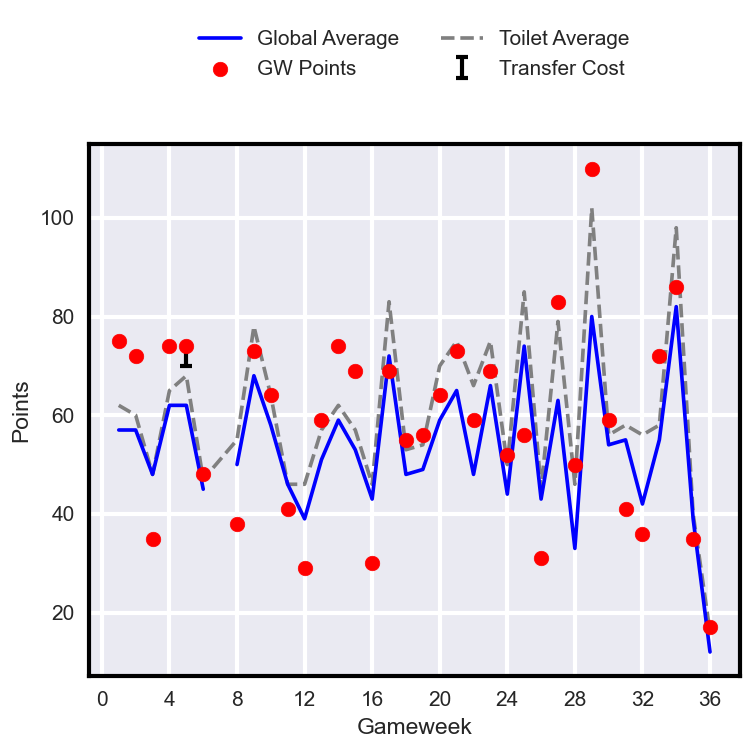 Global Average Toilet Average
GW Points Transfer Cost
100
80
60
40
20
Points
0 4 8 12 16 20 24 28 32 36
Gameweek